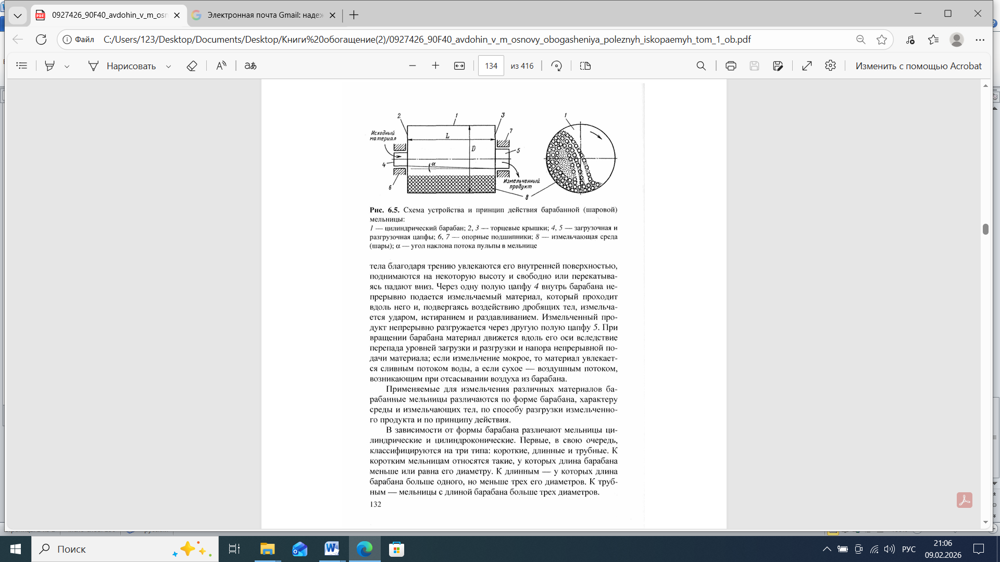 0927426_90F40_avdohin_v_m_osn
Электронная почта Gmail: надеж
Файл
C:/Users/123/Desktop/Documents/Desktop/Книги%20обогащение(2)/0927426_90F40_avdohin_v_m_osnovy_obogasheniya_poleznyh_iskopaemyh_tom_1_ob.pdf
Нарисовать
аあ
134 из 416
Изменить с помощью Acrobat
2 1 3 1
Исходный
материал
7
L
D
5
4
α
6
Измельченный
продукт
8
Рис. 6.5. Схема устройства и принцип действия барабанной (шаровой)
мельницы:
1 — цилиндрический барабан; 2, 3 — торцевые крышки; 4, 5 — загрузочная и
разгрузочная цапфы; 6, 7 — опорные подшипники; 8 — измельчающая среда
(шары); α — угол наклона потока пульпы в мельнице
тела благодаря трению увлекаются его внутренней поверхностью,
поднимаются на некоторую высоту и свободно или перекатыва-
ясь падают вниз. Через одну полую цапфу 4 внутрь барабана не-
прерывно подается измельчаемый материал, который проходит
вдоль него и, подвергаясь воздействию дробящих тел, измельча-
ется ударом, истиранием и раздавливанием. Измельченный про-
дукт непрерывно разгружается через другую полую цапфу 5. При
вращении барабана материал движется вдоль его оси вследствие
перепада уровней загрузки и разгрузки и напора непрерывной по-
дачи материала; если измельчение мокрое, то материал увлекает-
ся сливным потоком воды, а если сухое — воздушным потоком,
возникающим при отсасывании воздуха из барабана.
Применяемые для измельчения различных материалов ба-
рабанные мельницы различаются по форме барабана, характеру
среды и измельчающих тел, по способу разгрузки измельченно-
го продукта и по принципу действия.
В зависимости от формы барабана различают мельницы ци-
линдрические и цилиндроконические. Первые, в свою очередь,
классифицируются на три типа: короткие, длинные и трубные. К
коротким мельницам относятся такие, у которых длина барабана
меньше или равна его диаметру. К длинным — у которых длина
барабана больше одного, но меньше трех его диаметров. К труб-
ным — мельницы с длиной барабана больше трех диаметров.
132
Поиск
РУС
21:06
09.02.2026